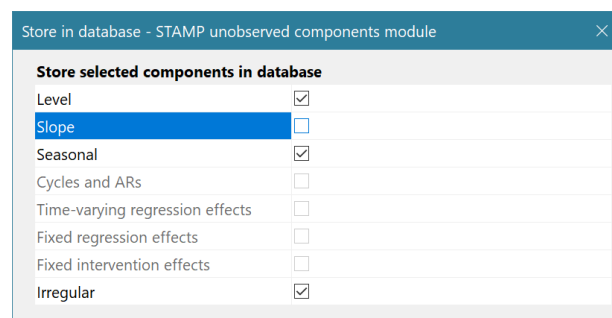 Store in database - STAMP unobserved components module
Store selected components in database
Level
Slope
Seasonal
Cycles and ARs
Time-varying regression effects
Fixed regression effects
Fixed intervention effects
Irregular